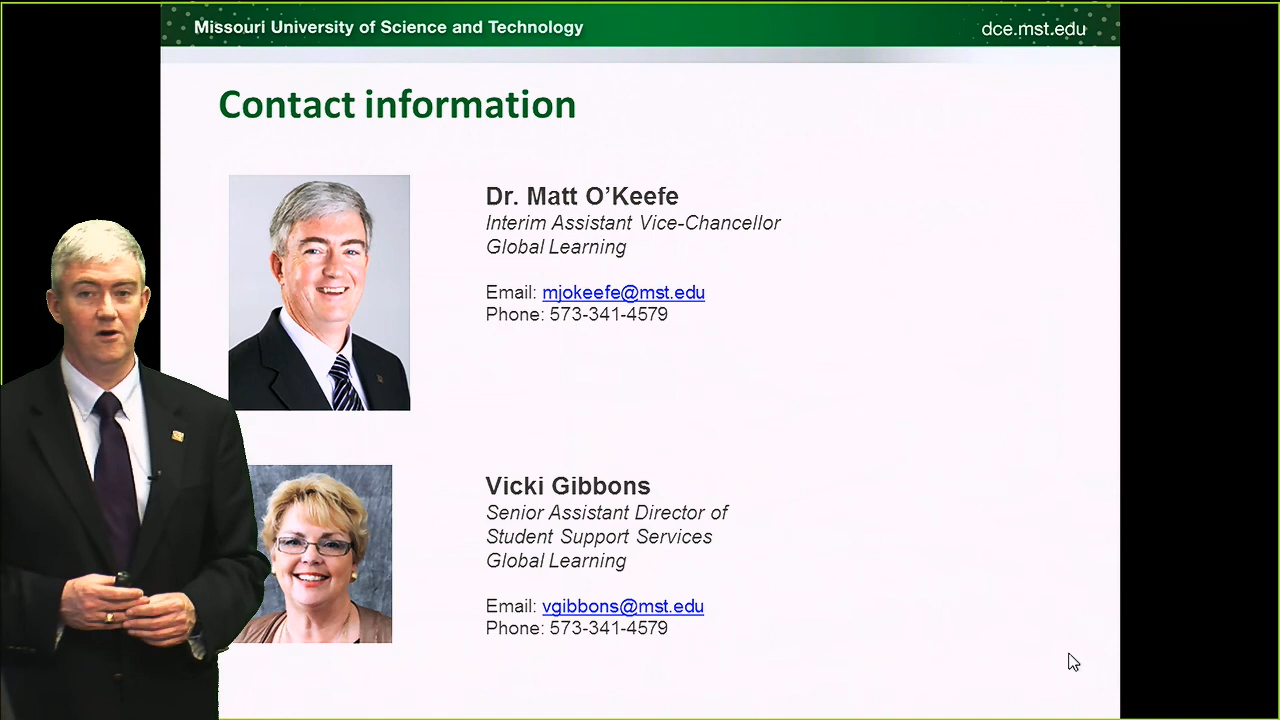 Missouri University of Science and Technology
dce.mst.edu
Contact information
Dr. Matt O’Keefe
Interim Assistant Vice-Chancellor
Global Learning
Email: mjokeefe@mst.edu
Phone: 573-341-4579
Vicki Gibbons
Senior Assistant Director of
Student Support Services
Global Learning
Email: vgibbons@mst.edu
Phone: 573-341-4579